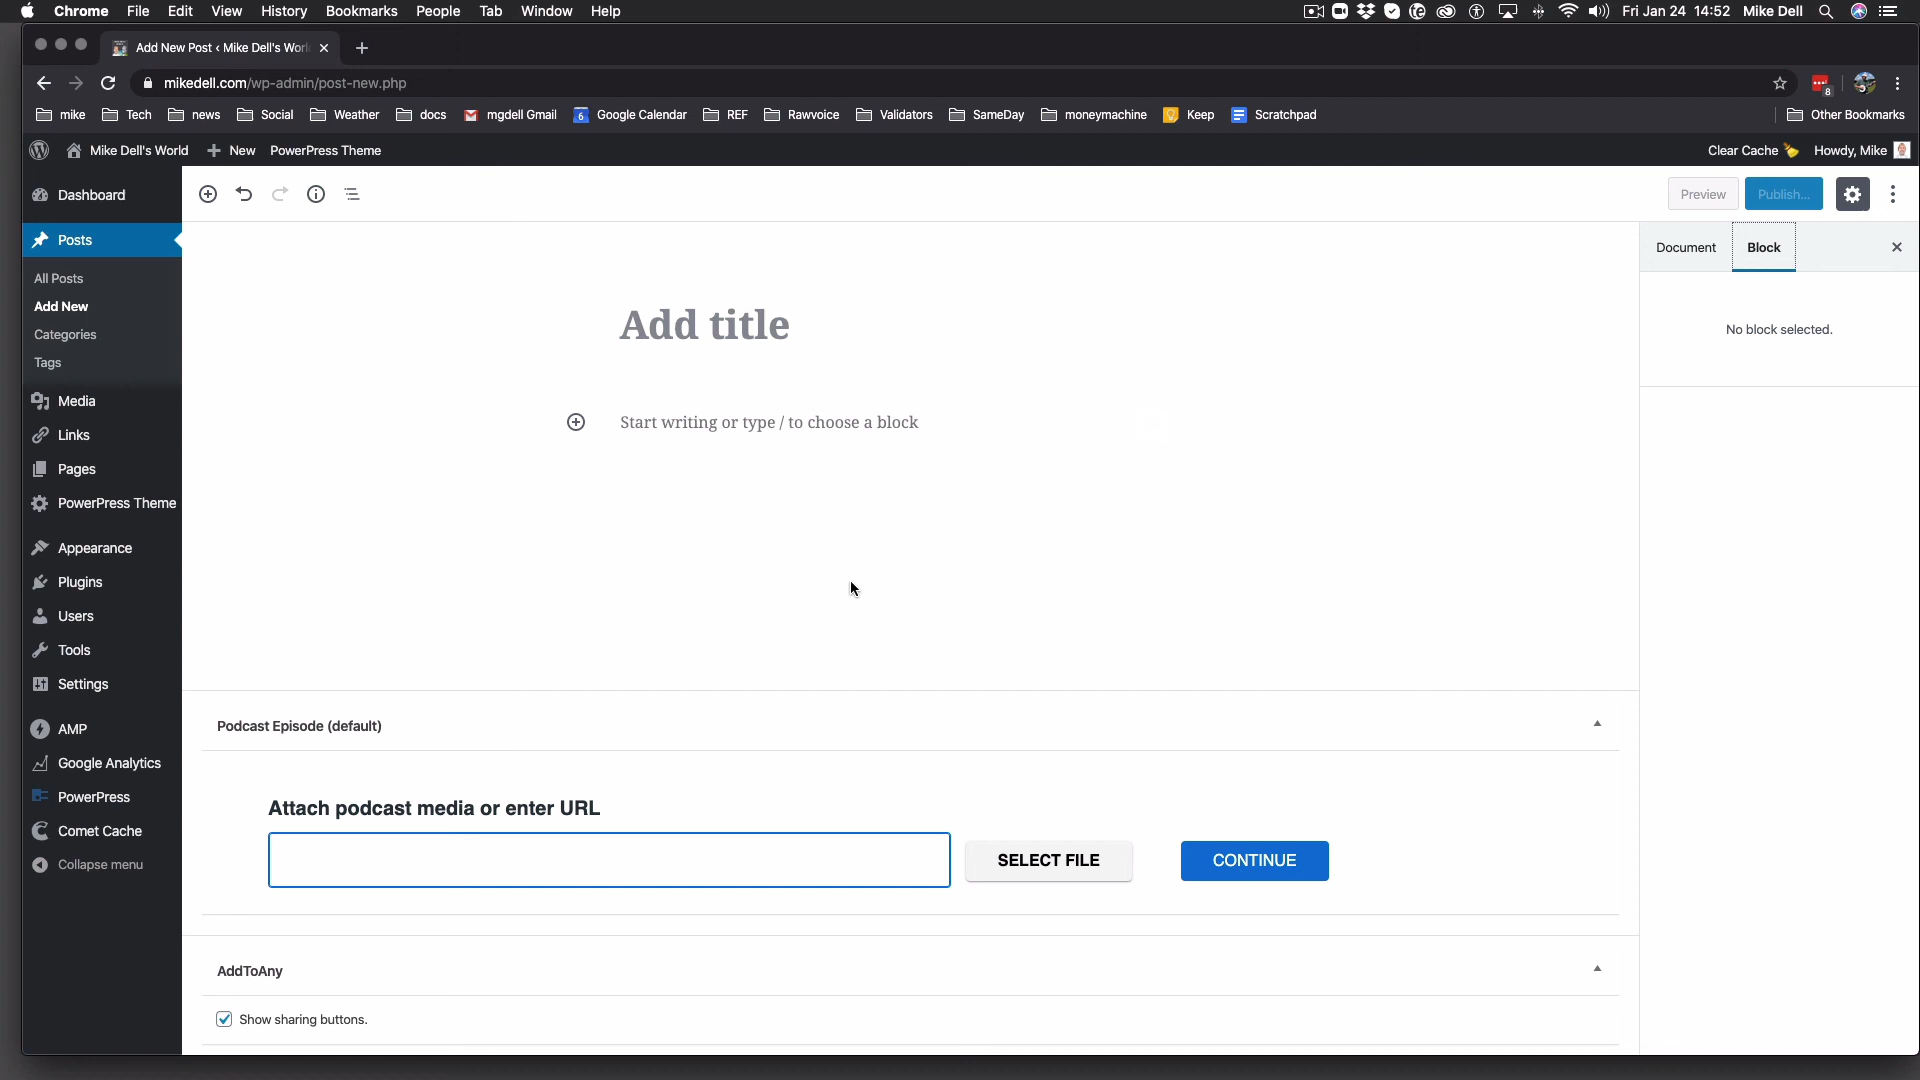 Chrome File Edit View History Bookmarks People Tab Window Help
Fri Jan 24 14:52 Mike Dell
Add New Post ‹ Mike Dell's Worl
mikedell.com/wp-admin/post-new.php
8
mike Tech news Social Weather docs mgdell Gmail 6 Google Calendar REF Rawvoice Validators SameDay moneymachine Keep Scratchpad Other Bookmarks
Mike Dell's World New PowerPress Theme Clear Cache Howdy, Mike
Dashboard
Posts
All Posts
Add New
Categories
Tags
Media
Links
Pages
PowerPress Theme
Appearance
Plugins
Users
Tools
Settings
AMP
Google Analytics
PowerPress
Comet Cache
Collapse menu
Preview Publish...
Document Block
No block selected.
Add title
Start writing or type / to choose a block
Podcast Episode (default)
Attach podcast media or enter URL
SELECT FILE CONTINUE
AddToAny
Show sharing buttons.